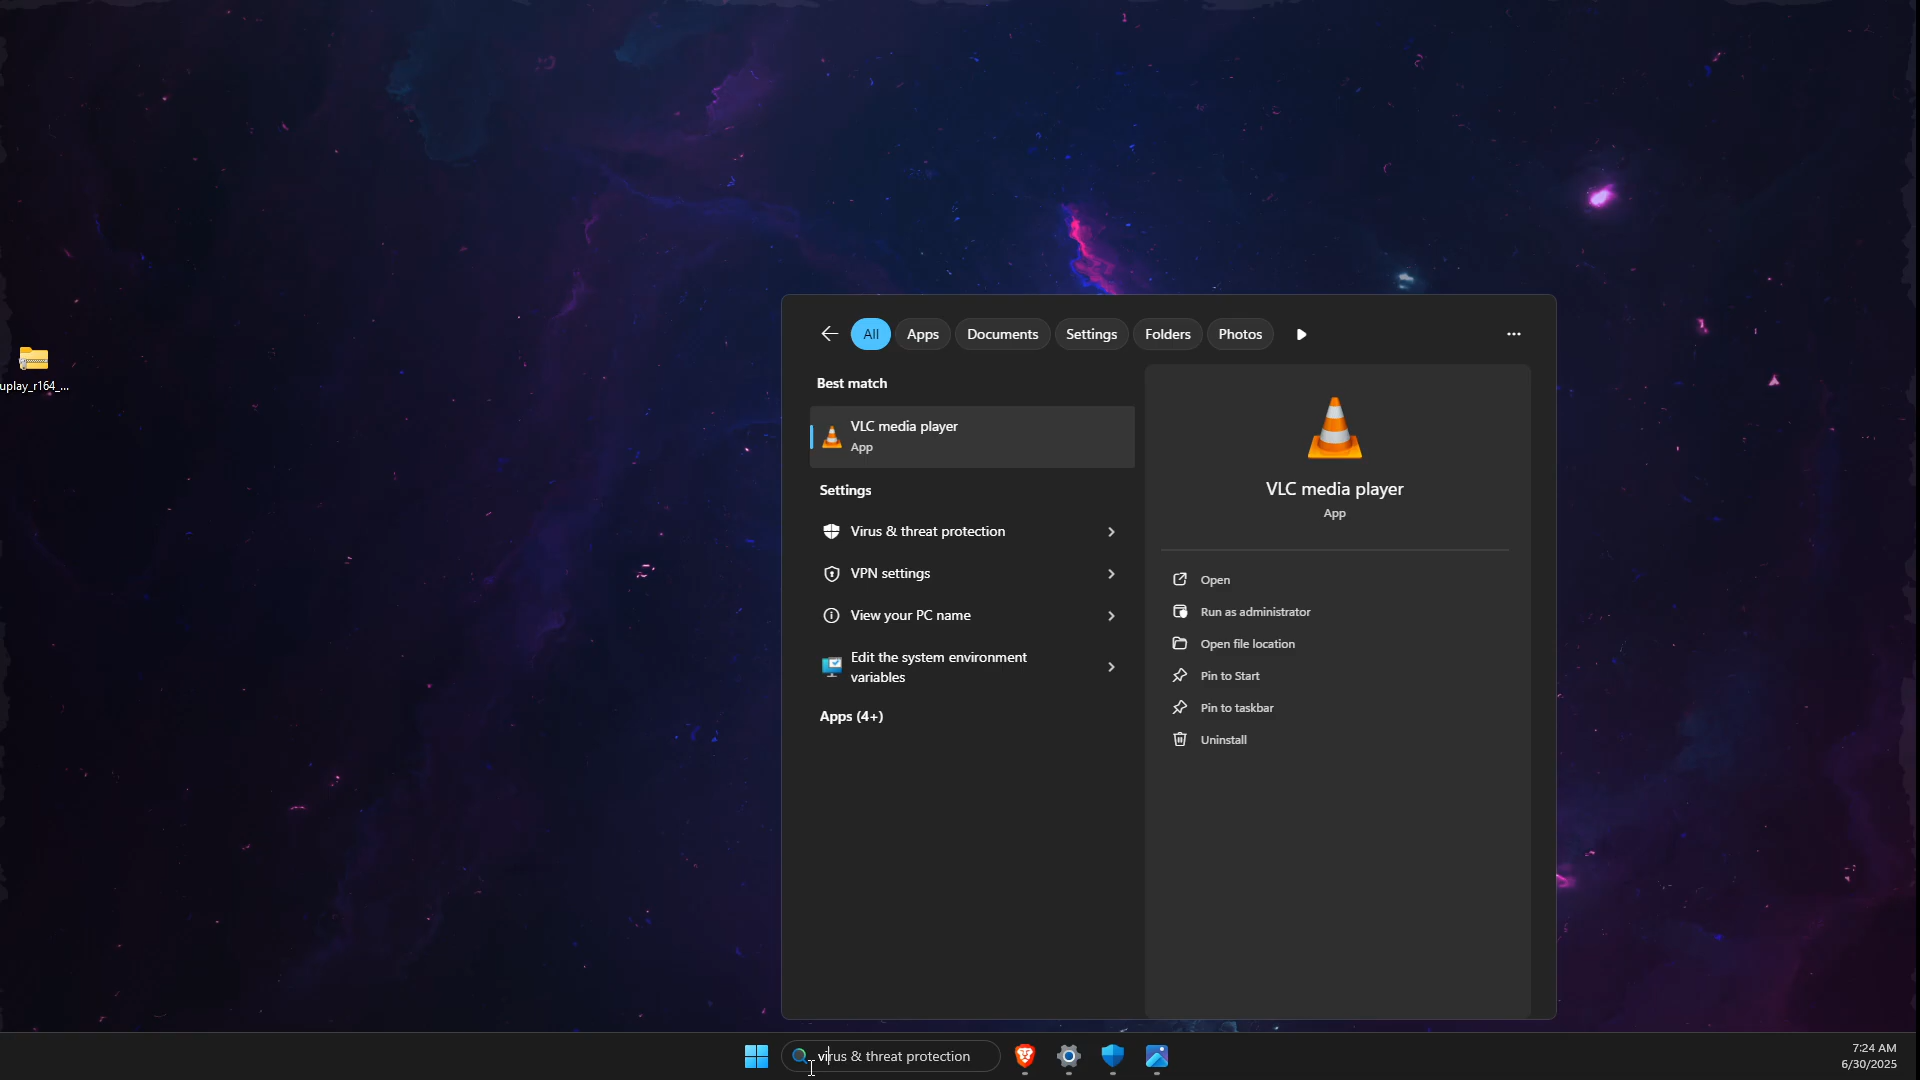 uplay_r164_...
All
Apps
Documents
Settings
Folders
Photos
Best match
VLC media player
App
Settings
Virus & threat protection
VPN settings
View your PC name
Edit the system environment
variables
Apps (4+)
VLC media player
App
Open
Run as administrator
Open file location
Pin to Start
Pin to taskbar
Uninstall
virus & threat protection
7:24 AM
6/30/2025